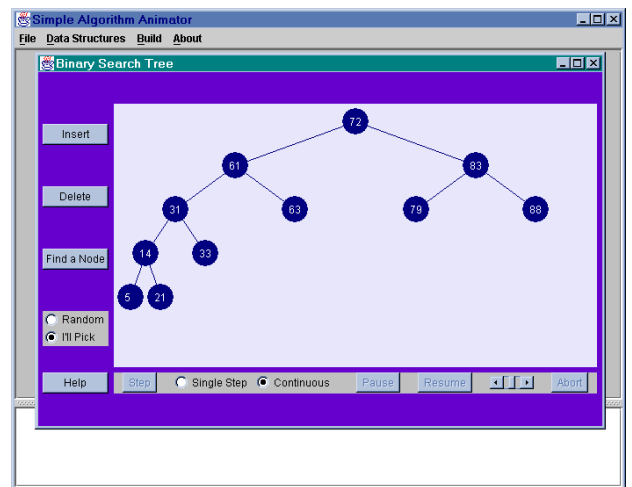 Simple Algorithm Animator
File Data Structures Build About
Binary Search Tree
72
61 83
Insert
31 63 79 88
Delete
14 33
Find a Node
5 21
Random
I'll Pick
Help Step Single Step Continuous Pause Resume Abort